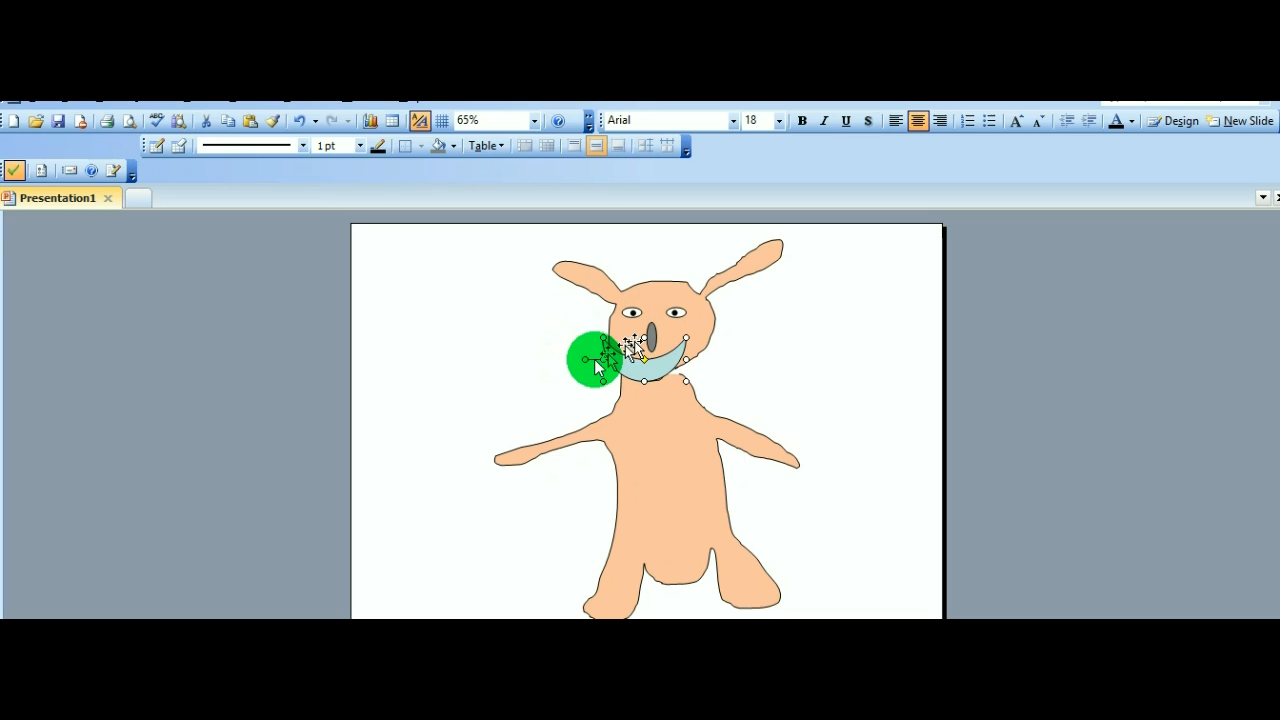 65% Arial 18 B I U S A A A Design New Slide
1 pt Table
Presentation1